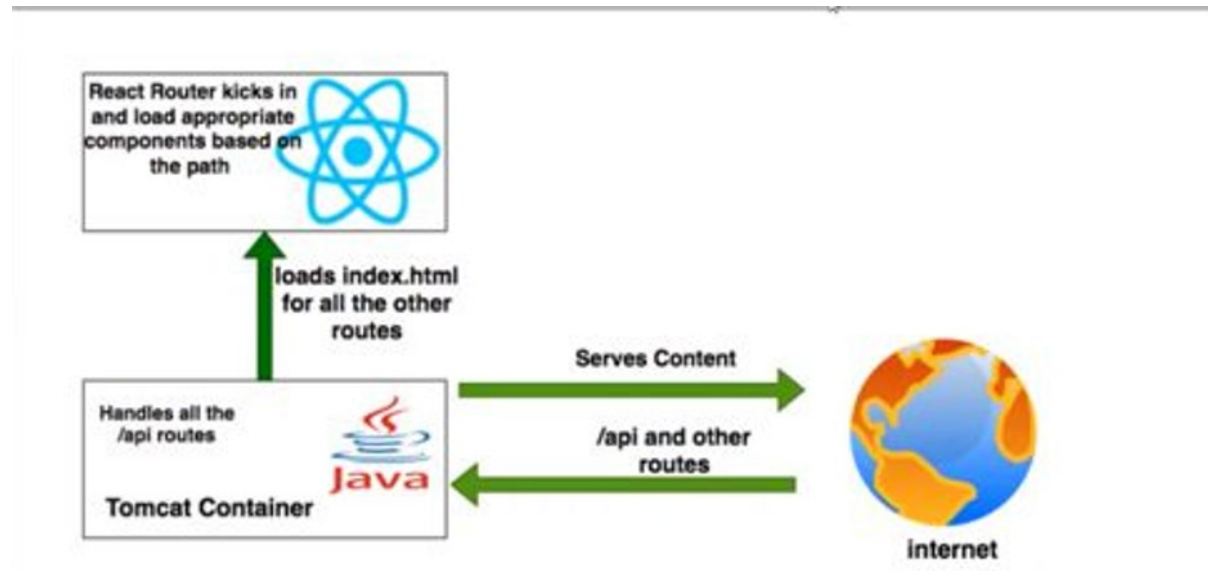 React Router kicks in
and load appropriate
components based on
the path
loads index.html
for all the other
routes
Serves Content
Handles all the
/api routes
Java
Tomcat Container
/api and other
routes
internet